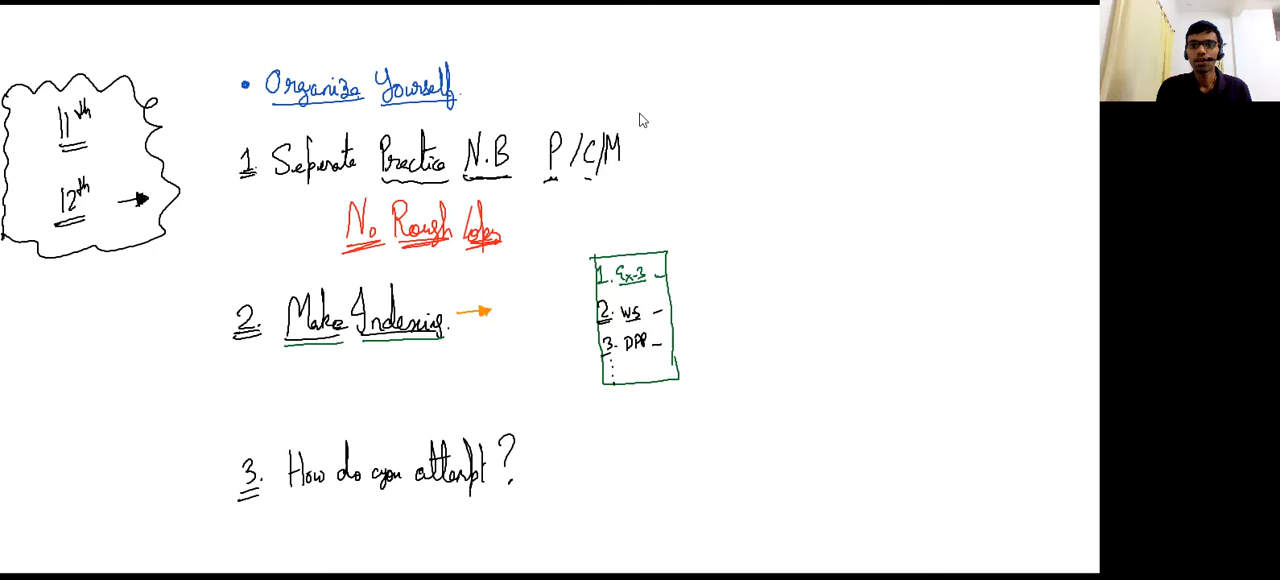 11th
12th
• Organize Yourself.
1. Seperate Practice N.B P/C/M
No Rough Copy
2. Make Indexing.
1. Ex-3 –
2. WS –
3. DPP –
3. How do you attempt?